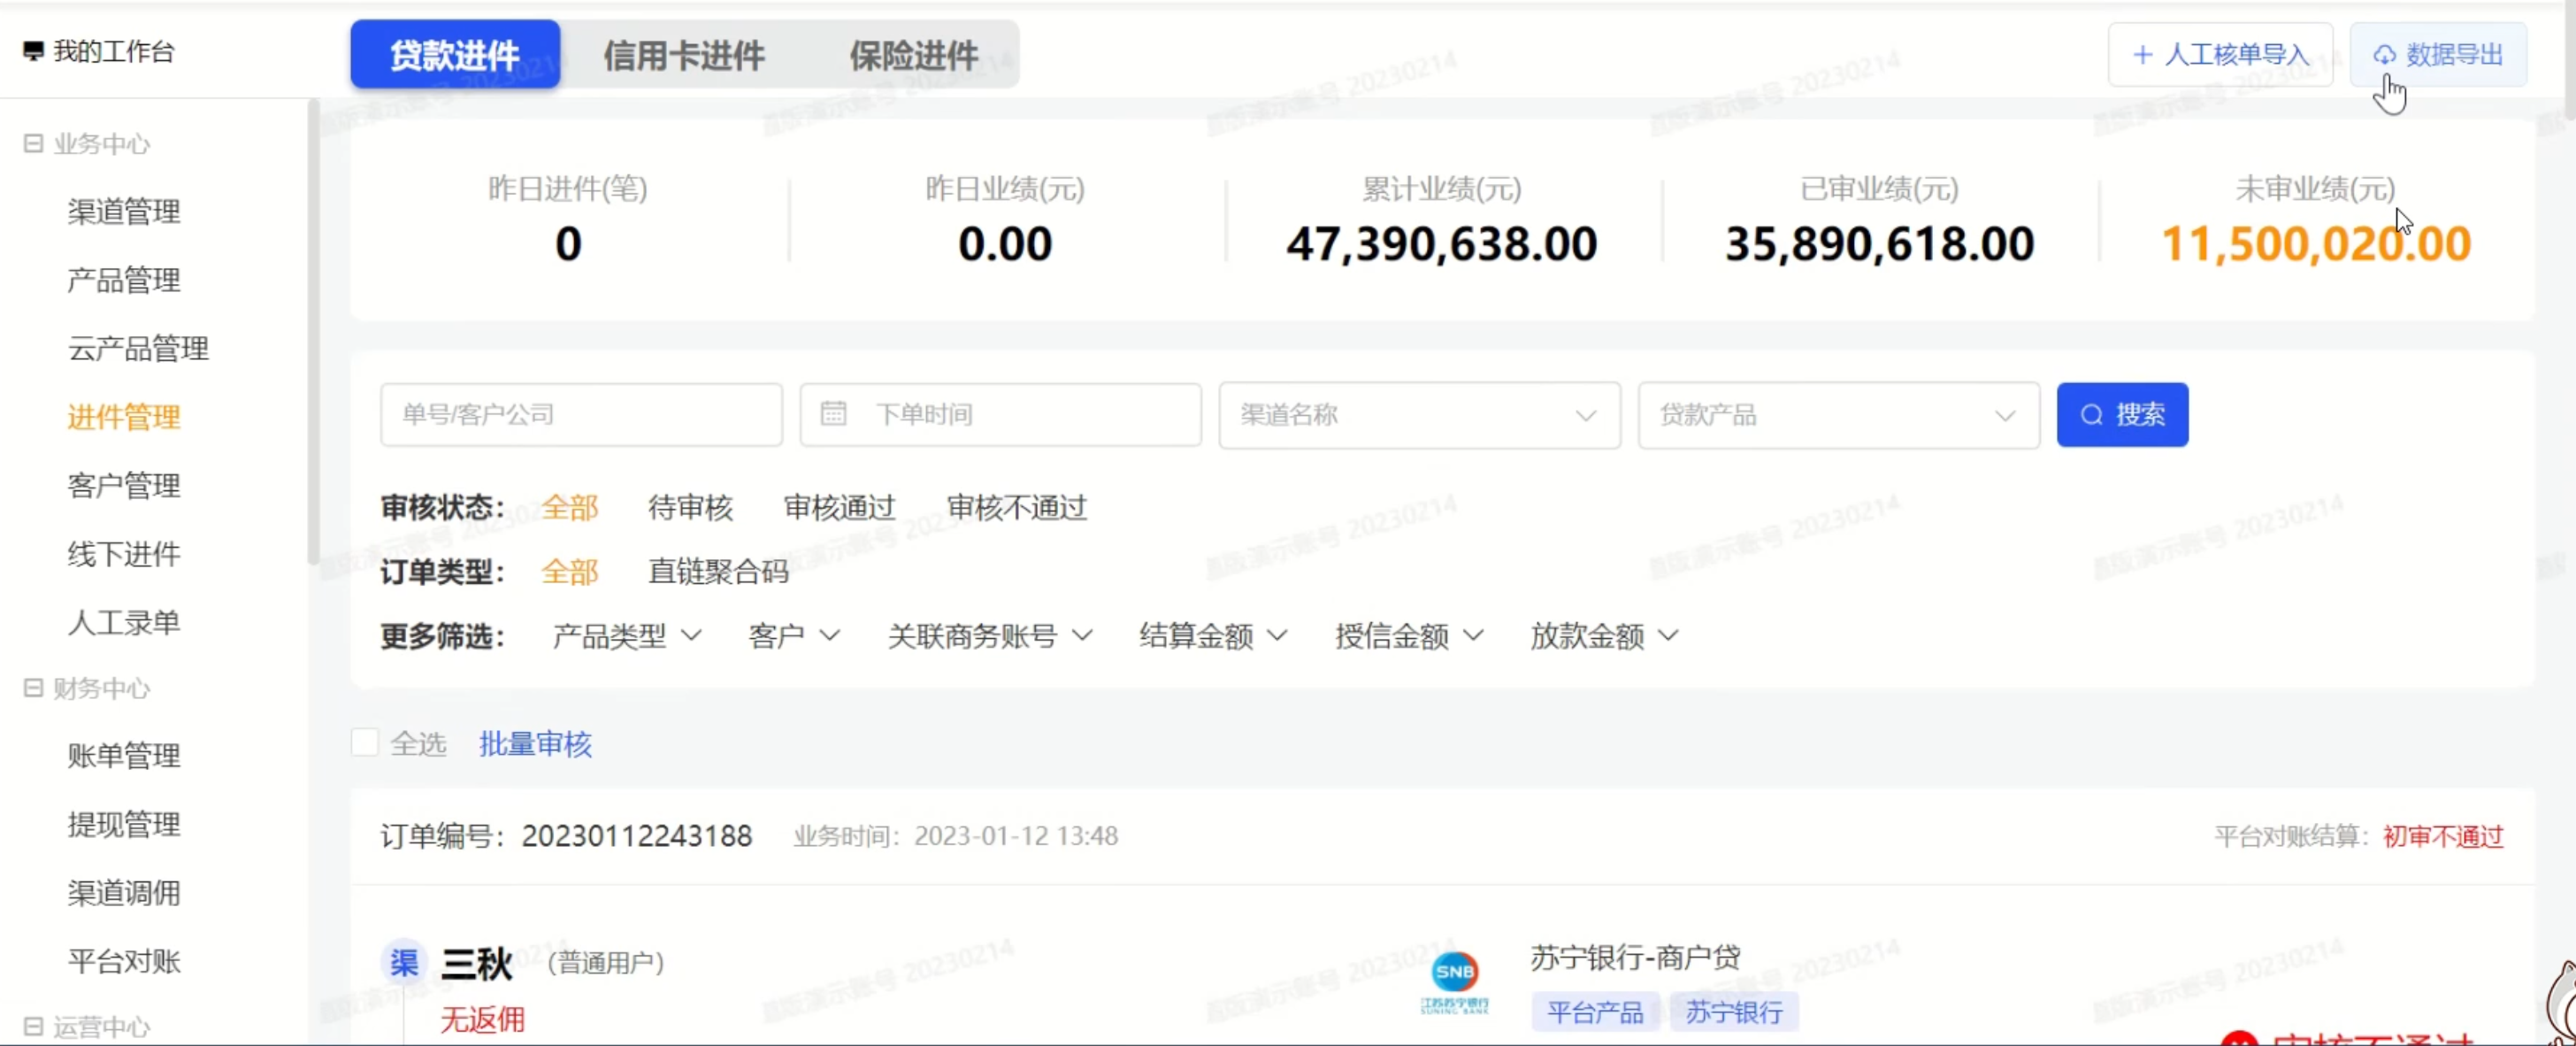 我的工作台
贷款进件 信用卡进件 保险进件
人工核单导入 数据导出
业务中心
渠道管理
产品管理
云产品管理
进件管理
客户管理
线下进件
人工录单
财务中心
账单管理
提现管理
渠道调佣
平台对账
运营中心
昨日进件(笔) 昨日业绩(元) 累计业绩(元) 已审业绩(元) 未审业绩(元)
0 0.00 47,390,638.00 35,890,618.00 11,500,020.00
单号/客户公司 下单时间 渠道名称 贷款产品 搜索
审核状态: 全部 待审核 审核通过 审核不通过
订单类型: 全部 直链聚合码
更多筛选: 产品类型 客户 关联商务账号 结算金额 授信金额 放款金额
全选 批量审核
订单编号: 20230112243188 业务时间: 2023-01-12 13:48 平台对账结算: 初审不通过
渠 三秋 (普通用户)
无返佣
SNB
江苏苏宁银行
SUNING BANK
苏宁银行-商户贷
平台产品 苏宁银行
审核不通过
演示账号 20230214